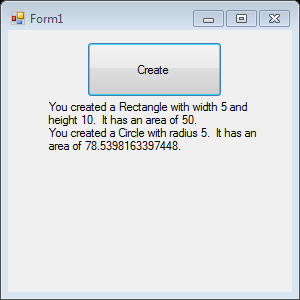 Form1
Create
You created a Rectangle with width 5 and
height 10.  It has an area of 50.
You created a Circle with radius 5.  It has an
area of 78.5398163397448.